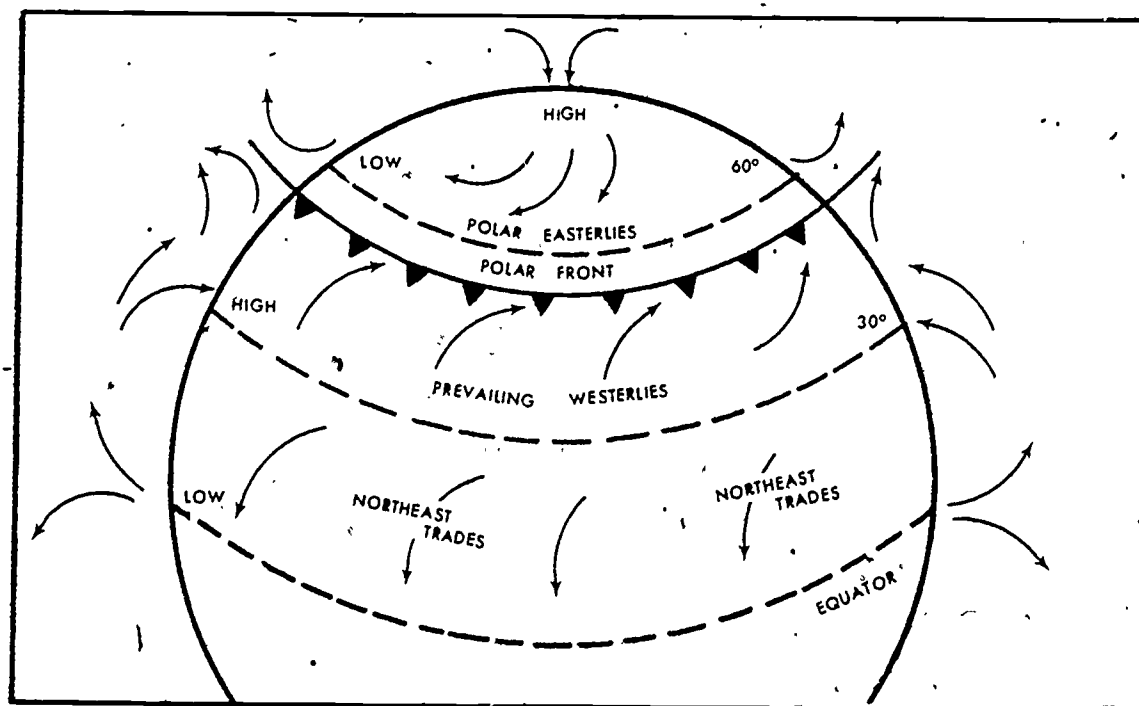 HIGH
LOW
60°
POLAR EASTERLIES
POLAR FRONT
HIGH
30°
PREVAILING WESTERLIES
LOW
NORTHEAST
TRADES
NORTHEAST
TRADES
EQUATOR